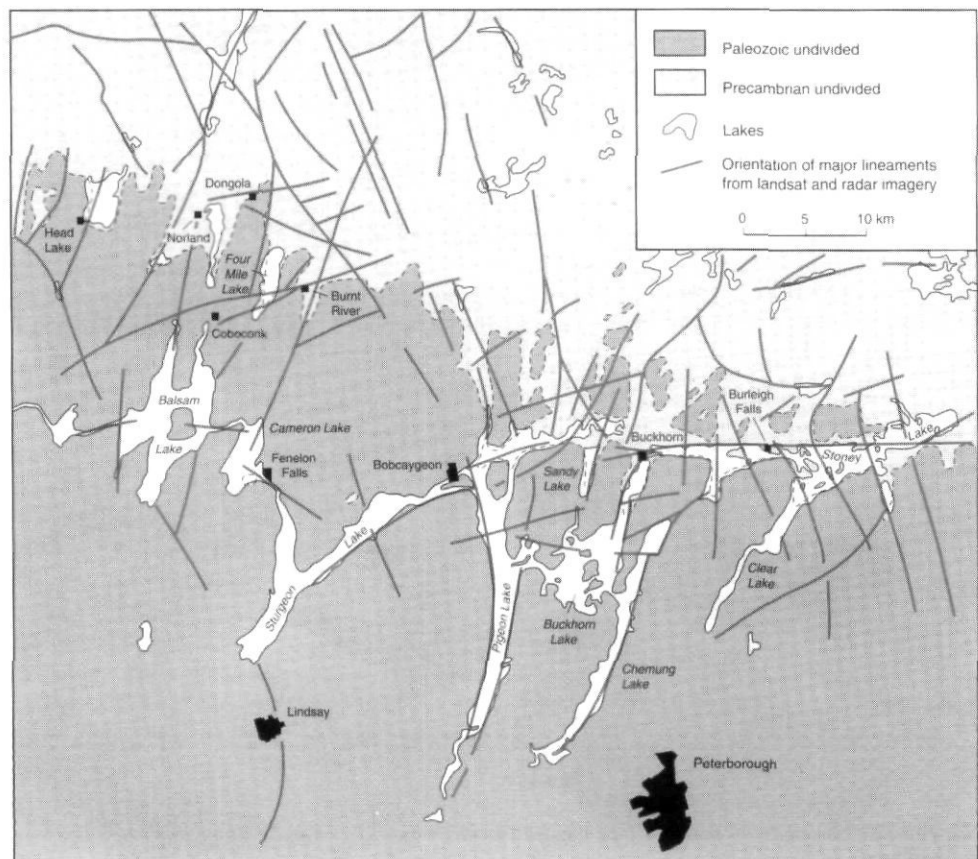 Paleozoic undivided
Precambrian undivided
Lakes
Orientation of major lineaments
from landsat and radar imagery
0 5 10 km
Dongola
Norland
Head
Lake
Four
Mile
Lake
Burnt
River
Coboconk
Balsam
Lake
Cameron Lake
Fenelon
Falls
Bobcaygeon
Sandy
Lake
Buckhorn
Burleigh
Falls
Stoney
Lake
Sturgeon
Lake
Pigeon Lake
Buckhorn
Lake
Clear
Lake
Chemung
Lake
Lindsay
Peterborough